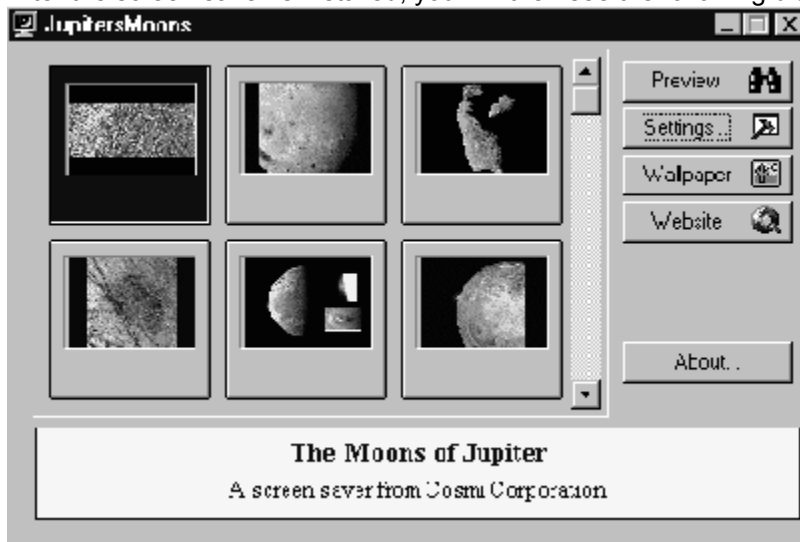 JupitersMoons
Preview
Settings...
Wallpaper
Website
About...
The Moons of Jupiter
A screen saver from Cosmi Corporation